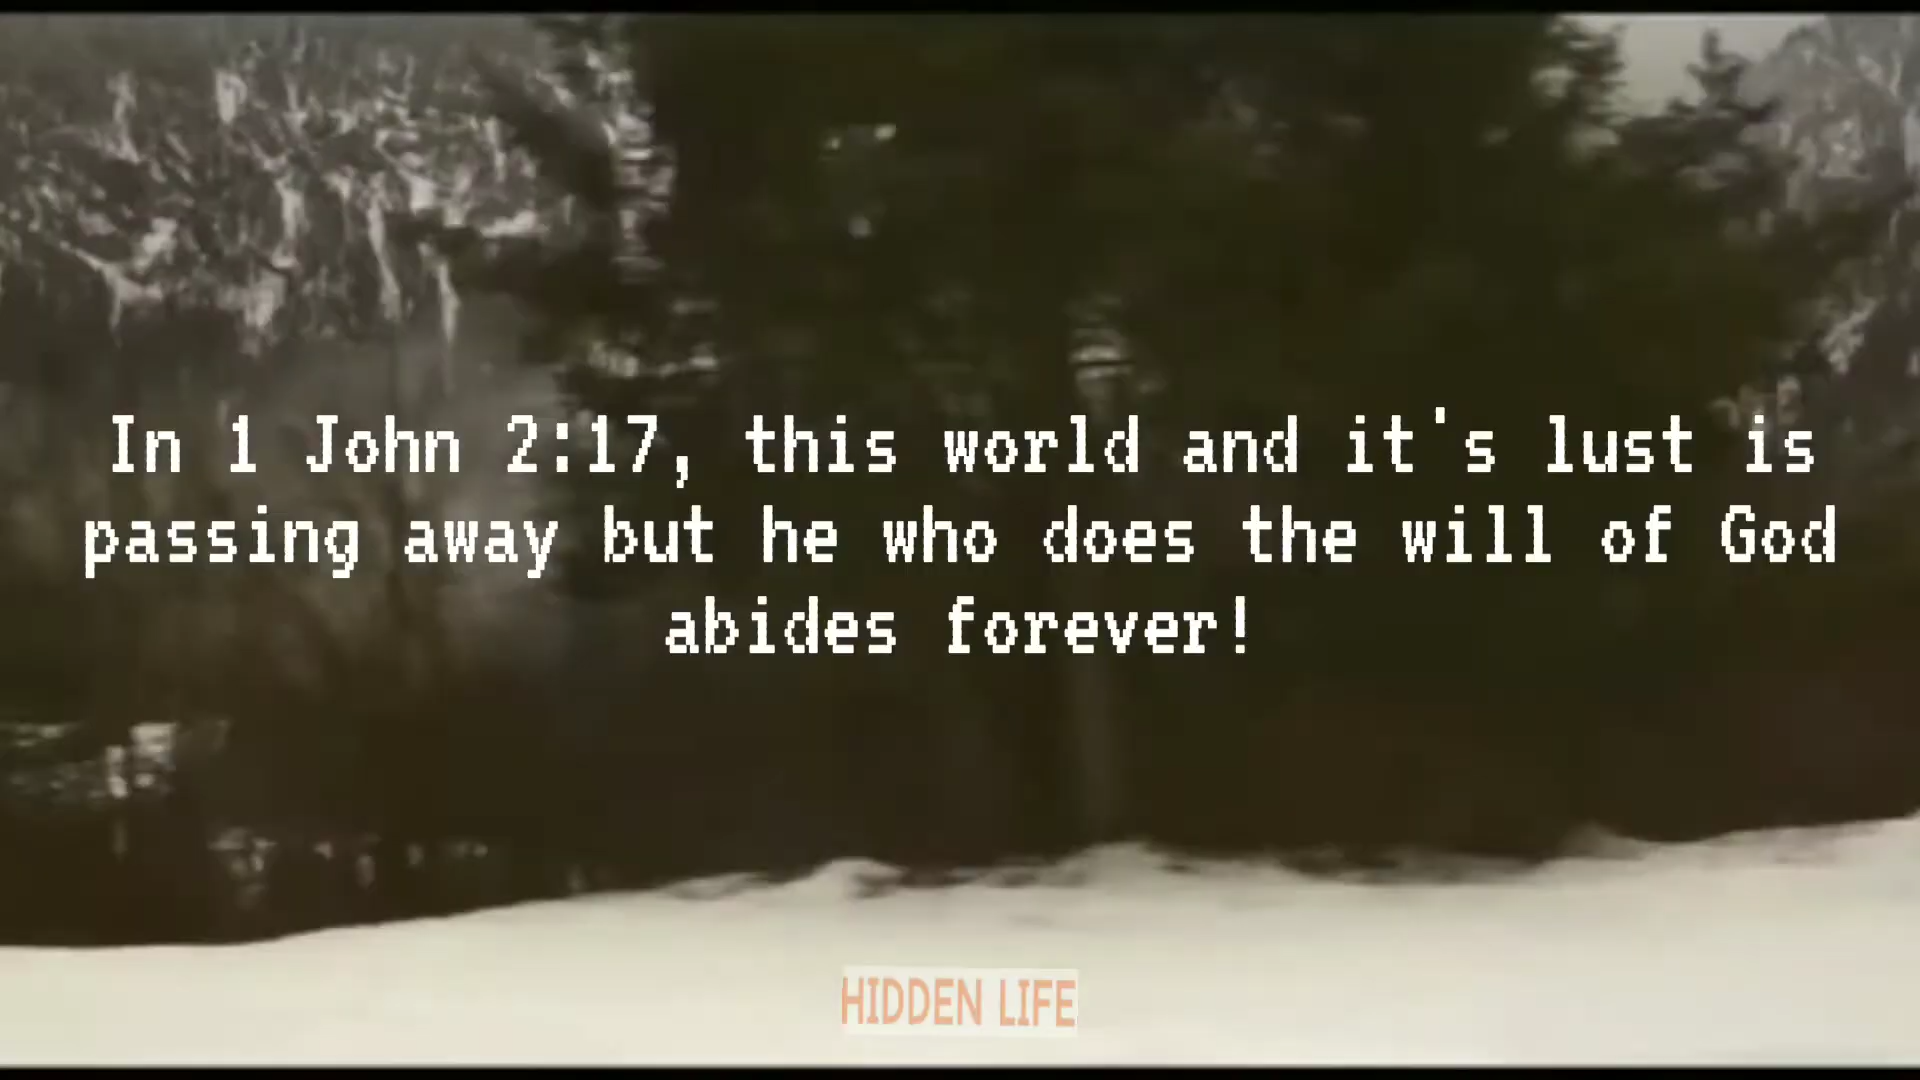 In 1 John 2:17, this world and it's lust is
passing away but he who does the will of God
abides forever!
HIDDEN LIFE